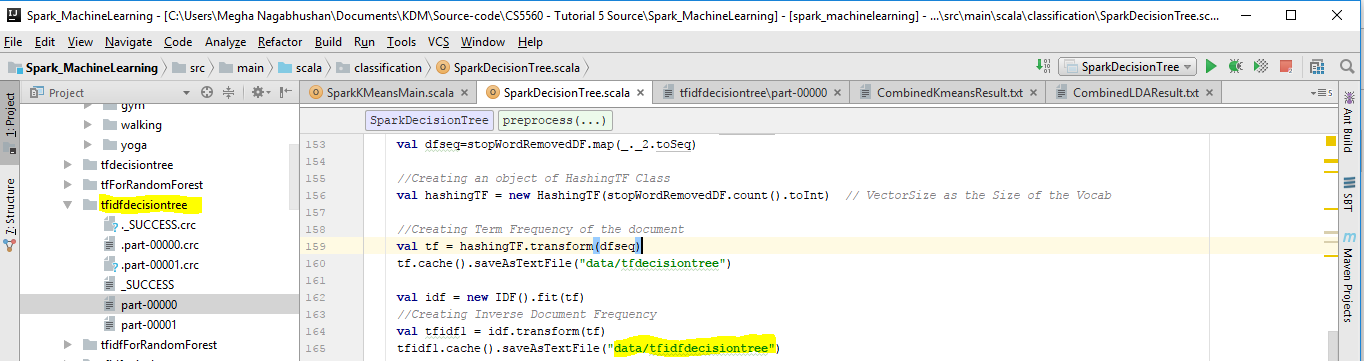 Spark_MachineLearning - [C:\Users\Megha Nagabhushan\Documents\KDM\Source-code\CS5560 - Tutorial 5 Source\Spark_MachineLearning] - [spark_machinelearning] - ...\src\main\scala\classification\SparkDecisionTree.sc...
File Edit View Navigate Code Analyze Refactor Build Run Tools VCS Window Help
Spark_MachineLearning src main scala classification SparkDecisionTree.scala SparkDecisionTree
Project SparkKMeansMain.scala SparkDecisionTree.scala tfidfdecisiontree\part-00000 CombinedKmeansResult.txt CombinedLDAResult.txt
1: Project
7: Structure
gym
walking
yoga
tfdecisiontree
tfForRandomForest
tfidfdecisiontree
._SUCCESS.crc
.part-00000.crc
.part-00001.crc
_SUCCESS
part-00000
part-00001
tfidfForRandomForest
SparkDecisionTree preprocess(...)
153 val dfseq=stopWordRemovedDF.map(_._2.toSeq)
154
155 //Creating an object of HashingTF Class
156 val hashingTF = new HashingTF(stopWordRemovedDF.count().toInt) // VectorSize as the Size of the Vocab
157
158 //Creating Term Frequency of the document
159 val tf = hashingTF.transform(dfseq)
160 tf.cache().saveAsTextFile("data/tfdecisiontree")
161
162 val idf = new IDF().fit(tf)
163 //Creating Inverse Document Frequency
164 val tfidf1 = idf.transform(tf)
165 tfidf1.cache().saveAsTextFile("data/tfidfdecisiontree")
Ant Build
SBT
Maven Projects